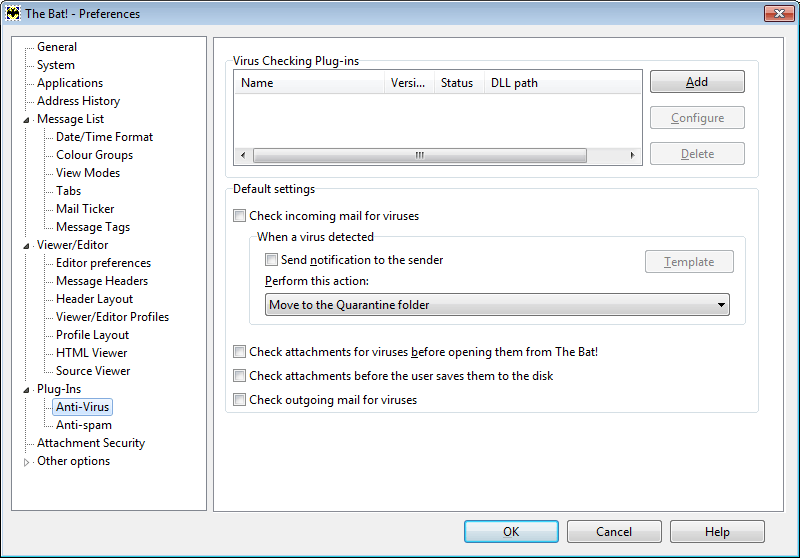 The Bat! - Preferences
General
System
Applications
Address History
Message List
Date/Time Format
Colour Groups
View Modes
Tabs
Mail Ticker
Message Tags
Viewer/Editor
Editor preferences
Message Headers
Header Layout
Viewer/Editor Profiles
Profile Layout
HTML Viewer
Source Viewer
Plug-Ins
Anti-Virus
Anti-spam
Attachment Security
Other options
Virus Checking Plug-ins
Name Versi... Status DLL path
Add
Configure
Delete
Default settings
Check incoming mail for viruses
When a virus detected
Send notification to the sender
Template
Perform this action:
Move to the Quarantine folder
Check attachments for viruses before opening them from The Bat!
Check attachments before the user saves them to the disk
Check outgoing mail for viruses
OK Cancel Help